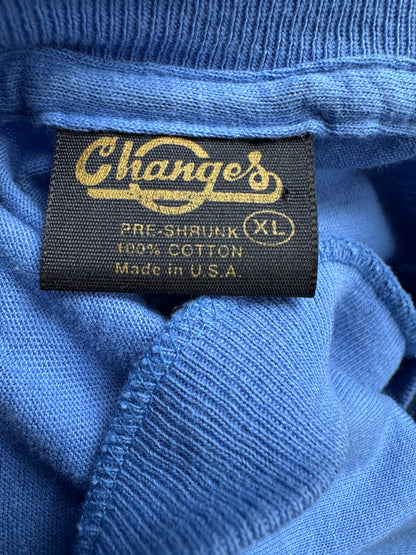 Changes
PRE-SHRUNK XL
100% COTTON
Made in U.S.A.